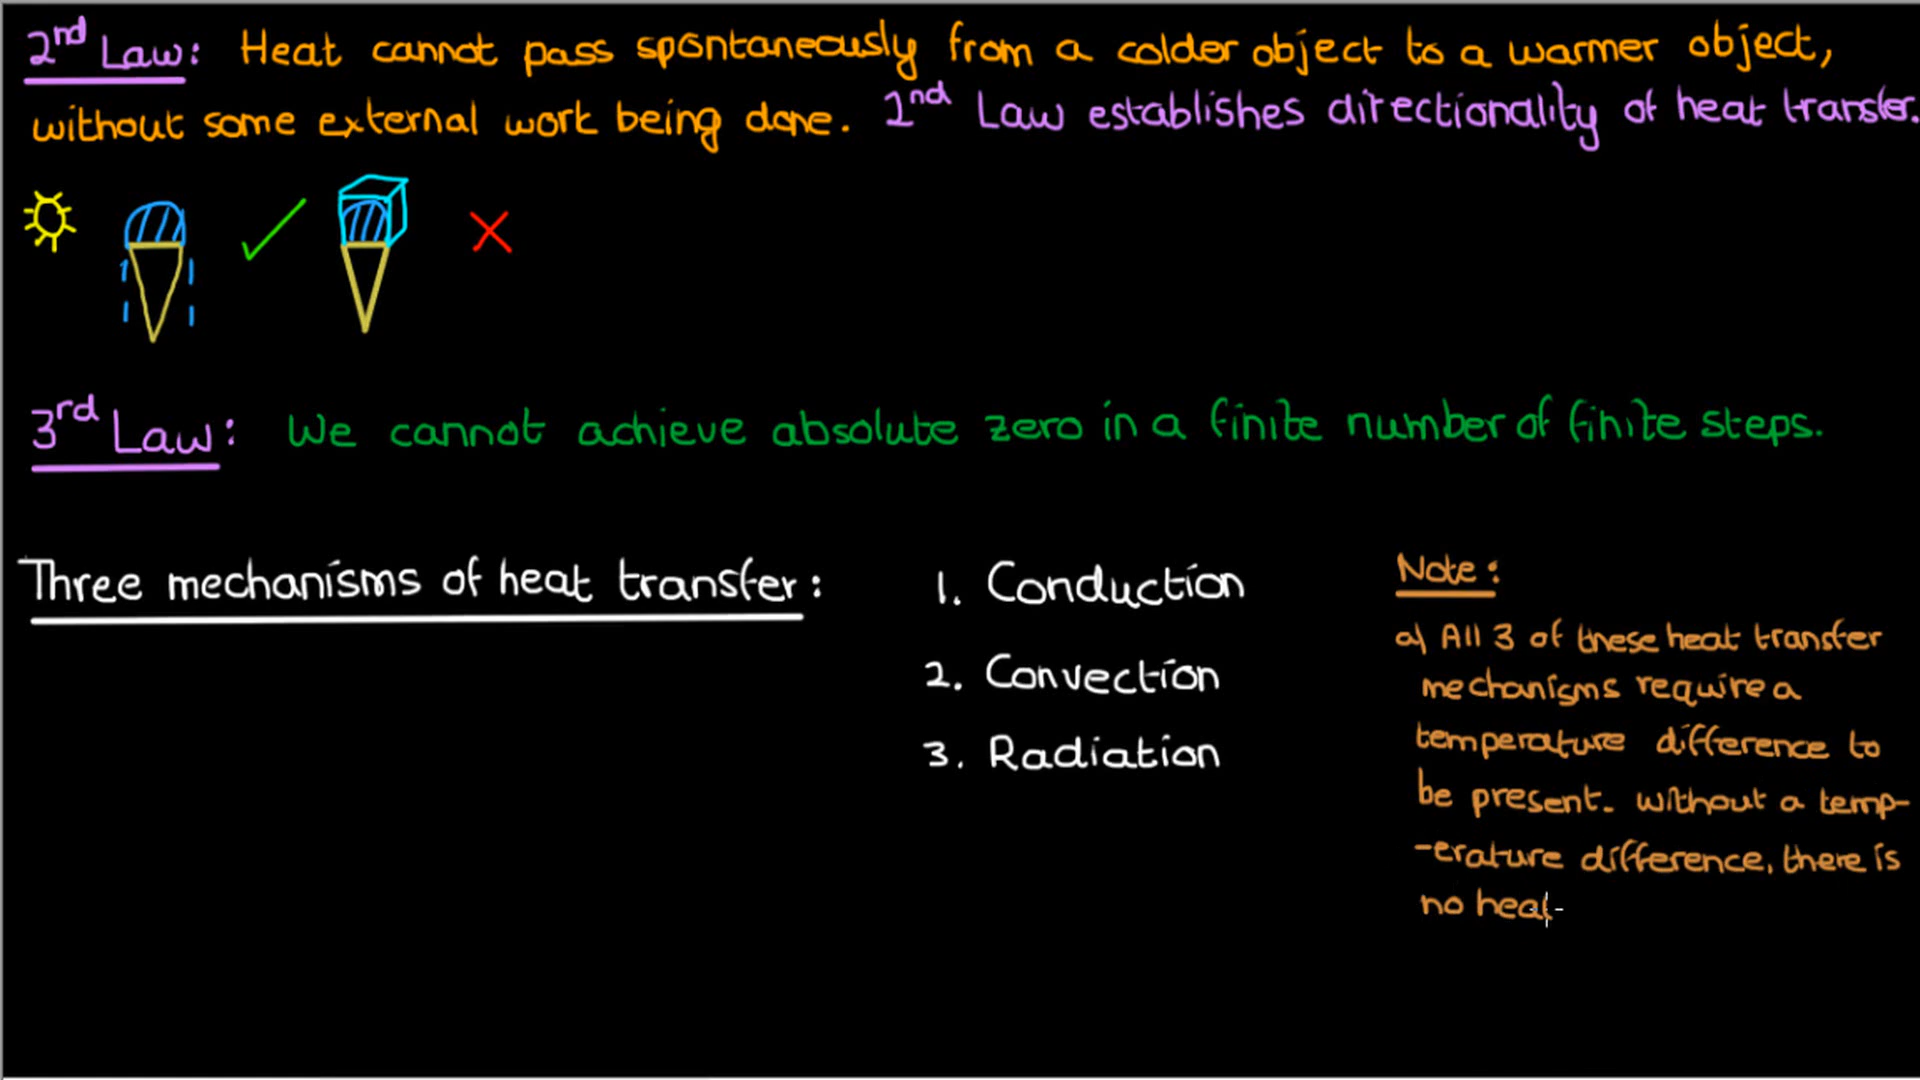 2nd Law: Heat cannot pass spontaneously from a colder object to a warmer object,
without some external work being done. 2nd Law establishes directionality of heat transfer.
3rd Law: We cannot achieve absolute zero in a finite number of finite steps.
Three mechanisms of heat transfer:
1. Conduction
2. Convection
3. Radiation
Note:
a) All 3 of these heat transfer
mechanisms require a
temperature difference to
be present. Without a temp-
-erature difference, there is
no heat